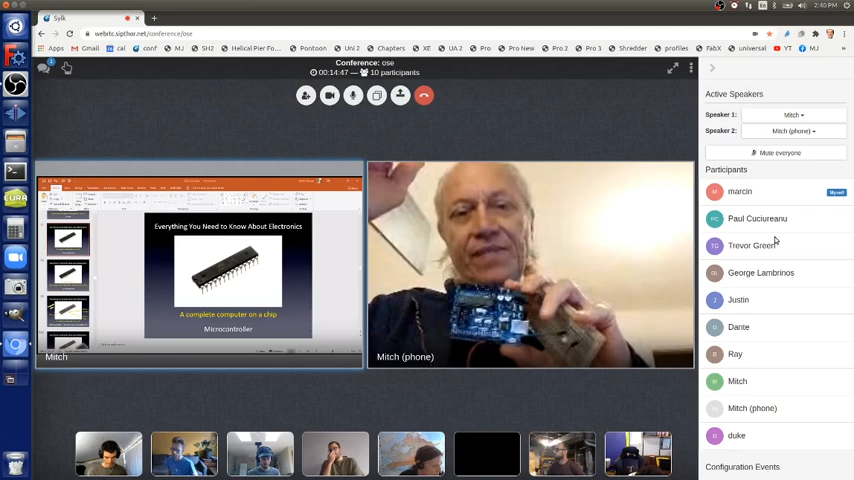 Sylk
2:40 PM
webrtc.sipthor.net/conference/ose
Apps
Gmail
cal
conf
MJ
SH2
Helical Pier Fo...
Pontoon
Uni 2
Chapters
XE
UA 2
Pro
Pro New
Pro 2
Pro 3
Shredder
profiles
FabX
universal
YT
MJ
Conference: ose
00:14:47 — 10 participants
Everything You Need to Know About Electronics
A complete computer on a chip
Microcontroller
Mitch
Mitch (phone)
Active Speakers
Speaker 1:
Mitch
Speaker 2:
Mitch (phone)
Mute everyone
Participants
M
marcin
Myself
PC
Paul Cuciureanu
TG
Trevor Green
GL
George Lambrinos
J
Justin
D
Dante
R
Ray
M
Mitch
Mitch (phone)
D
duke
Configuration Events
CURA